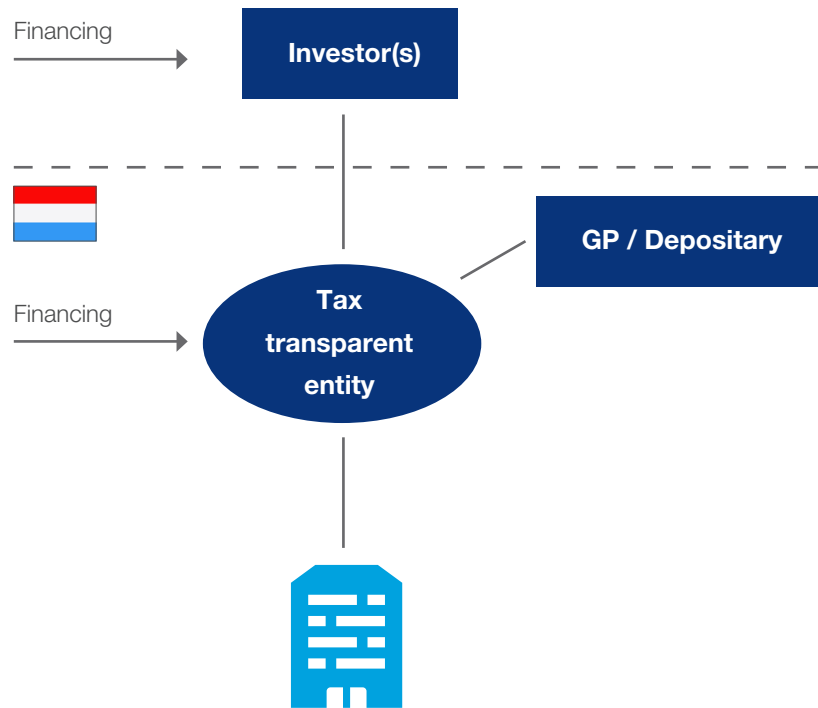 Financing
Investor(s)
GP / Depositary
Financing
Tax
transparent
entity